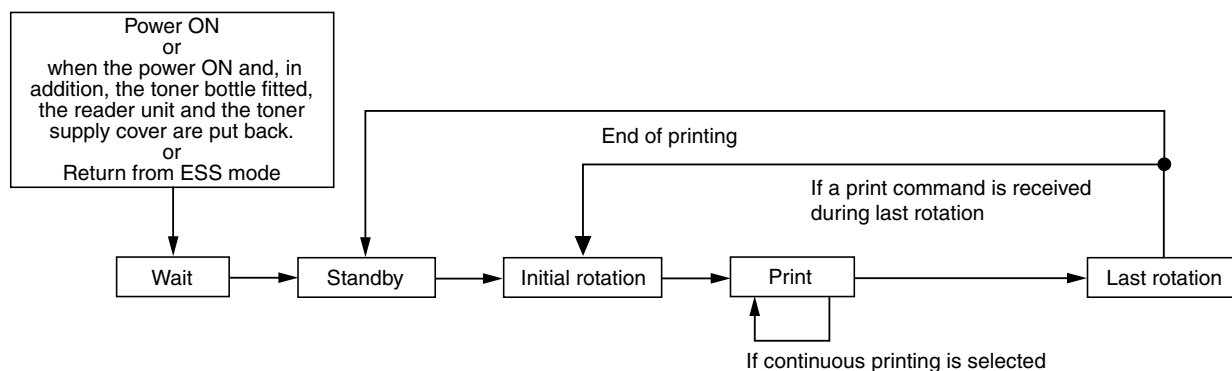 Power ON
or
when the power ON and, in
addition, the toner bottle fitted,
the reader unit and the toner
supply cover are put back.
or
Return from ESS mode
End of printing
If a print command is received
during last rotation
Wait
Standby
Initial rotation
Print
Last rotation
If continuous printing is selected